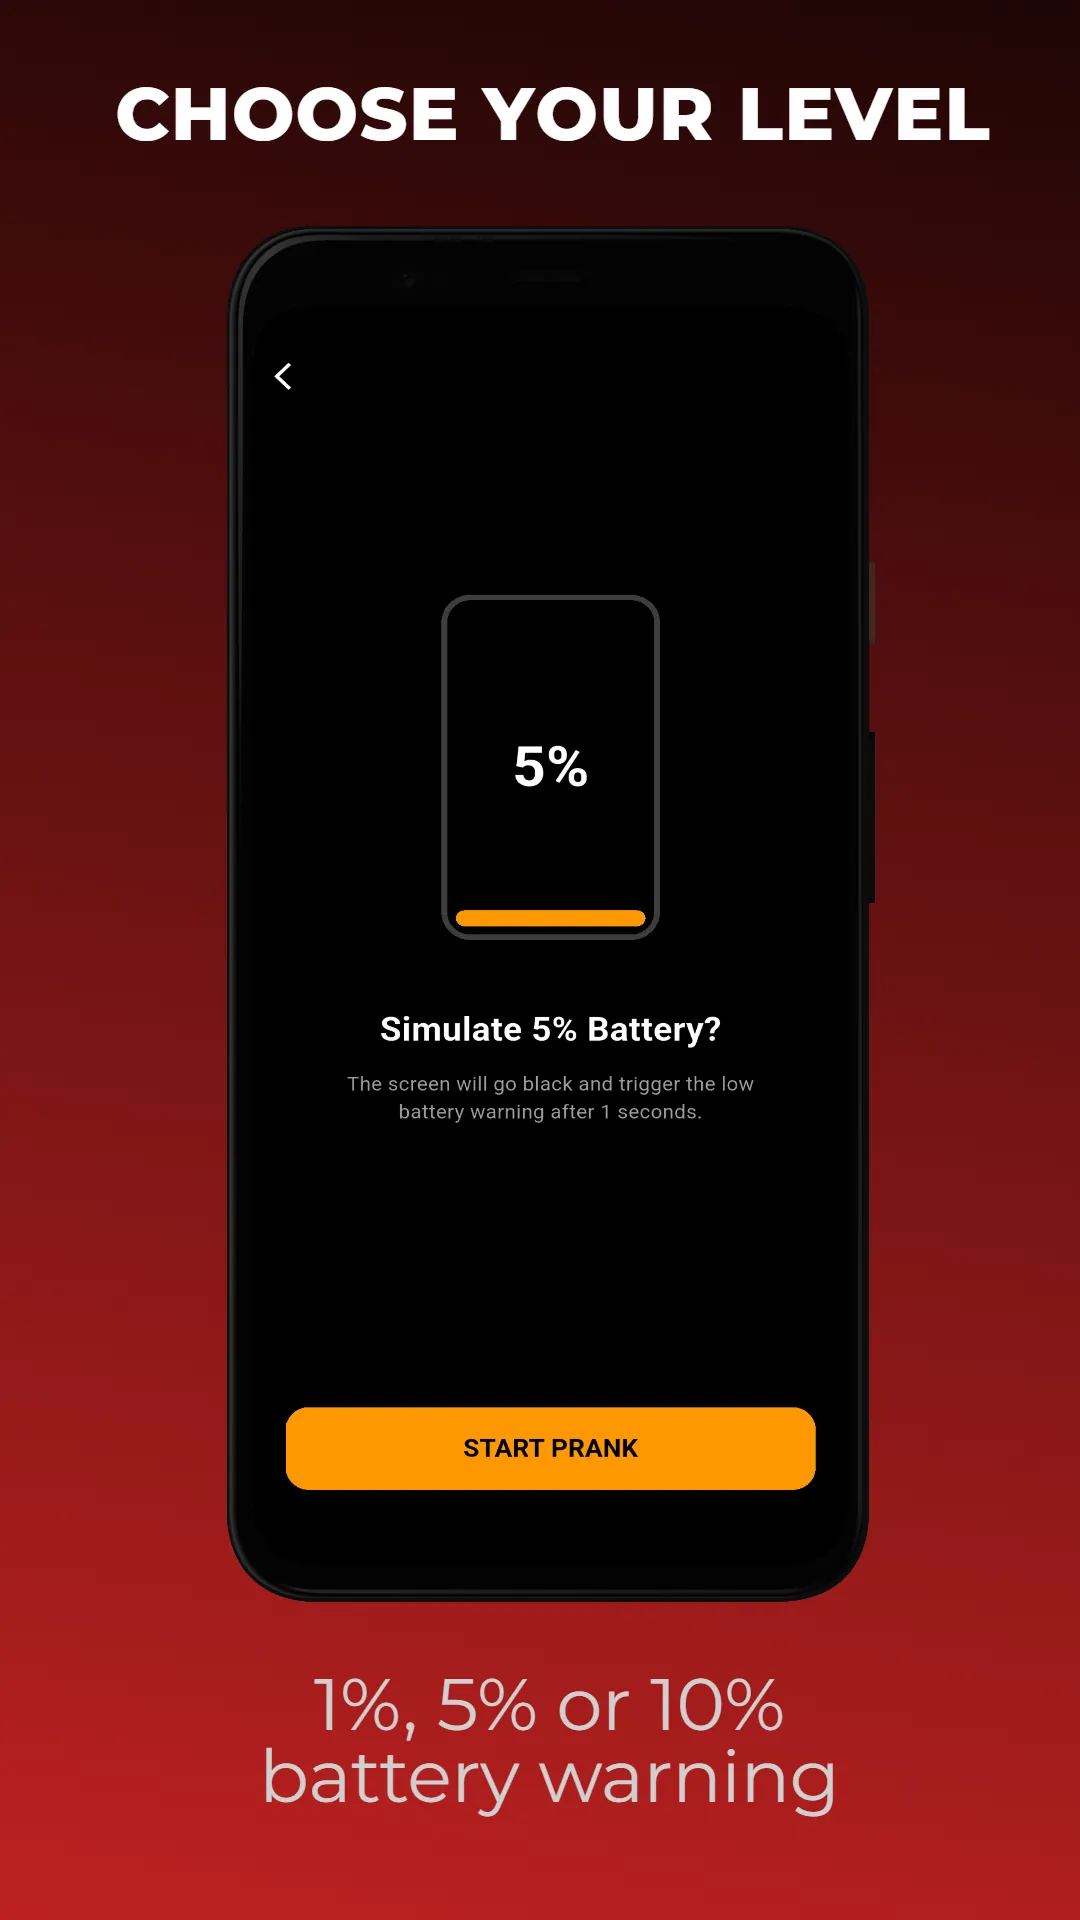 CHOOSE YOUR LEVEL
5%
Simulate 5% Battery?
The screen will go black and trigger the low
battery warning after 1 seconds.
START PRANK
1%, 5% or 10%
battery warning